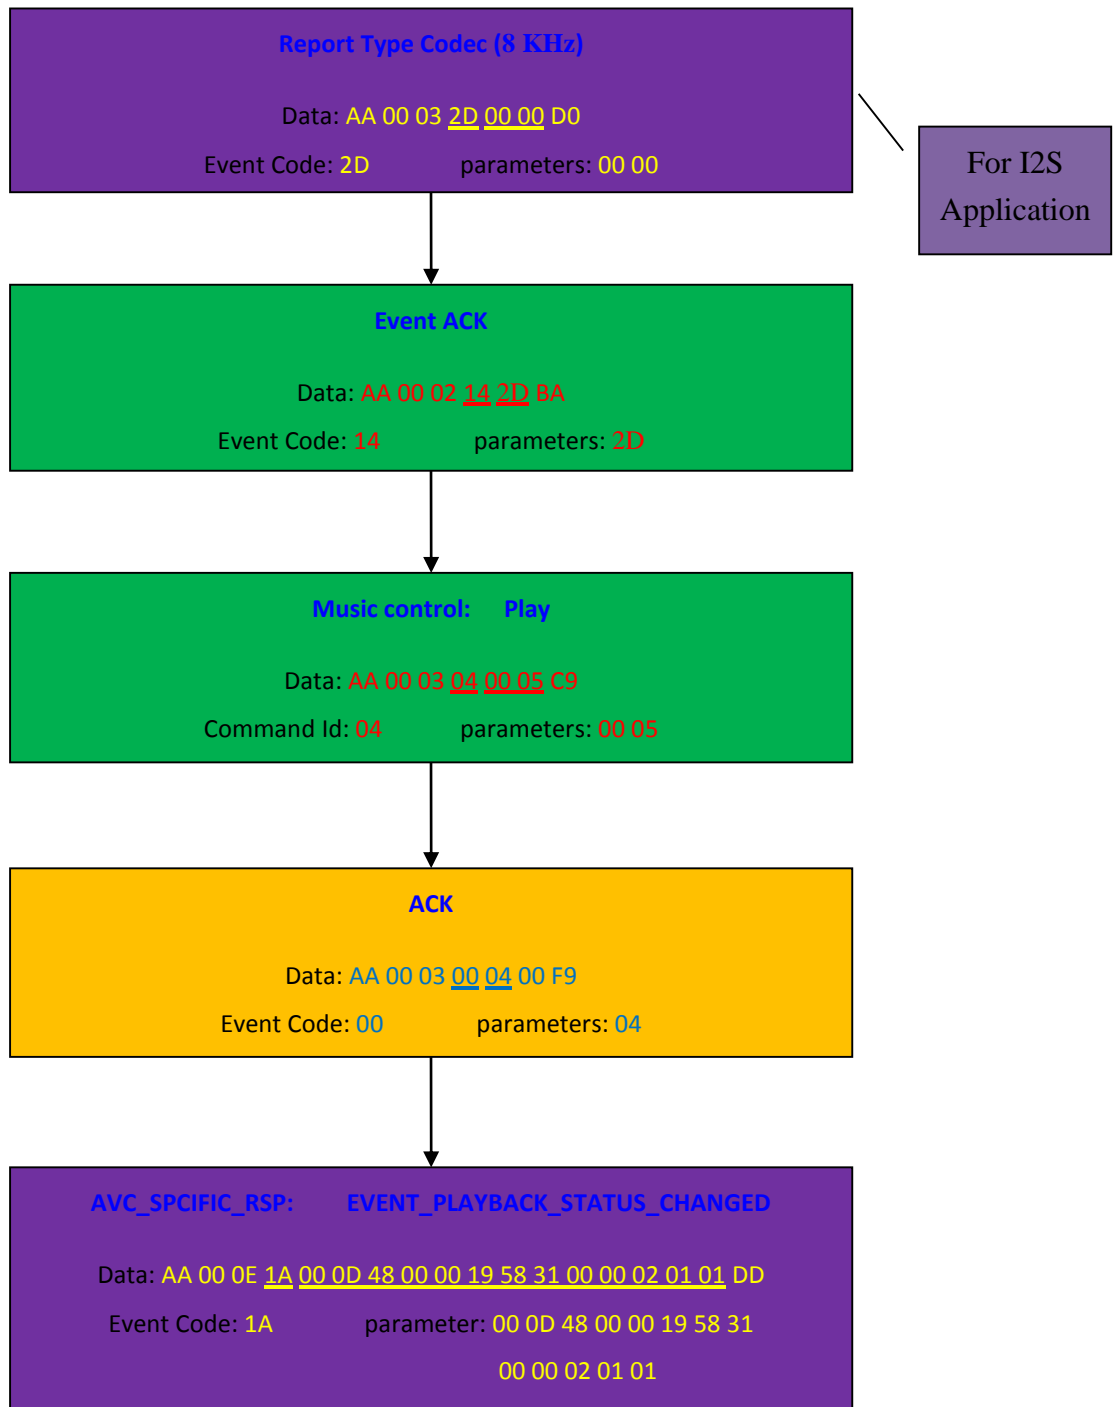 Report Type Codec (8 KHz)
Data: AA 00 03 2D 00 00 D0
Event Code: 2D parameters: 00 00
For I2S
Application
Event ACK
Data: AA 00 02 14 2D BA
Event Code: 14 parameters: 2D
Music control: Play
Data: AA 00 03 04 00 05 C9
Command Id: 04 parameters: 00 05
ACK
Data: AA 00 03 00 04 00 F9
Event Code: 00 parameters: 04
AVC_SPCIFIC_RSP: EVENT_PLAYBACK_STATUS_CHANGED
Data: AA 00 0E 1A 00 0D 48 00 00 19 58 31 00 00 02 01 01 DD
Event Code: 1A parameter: 00 0D 48 00 00 19 58 31
00 00 02 01 01